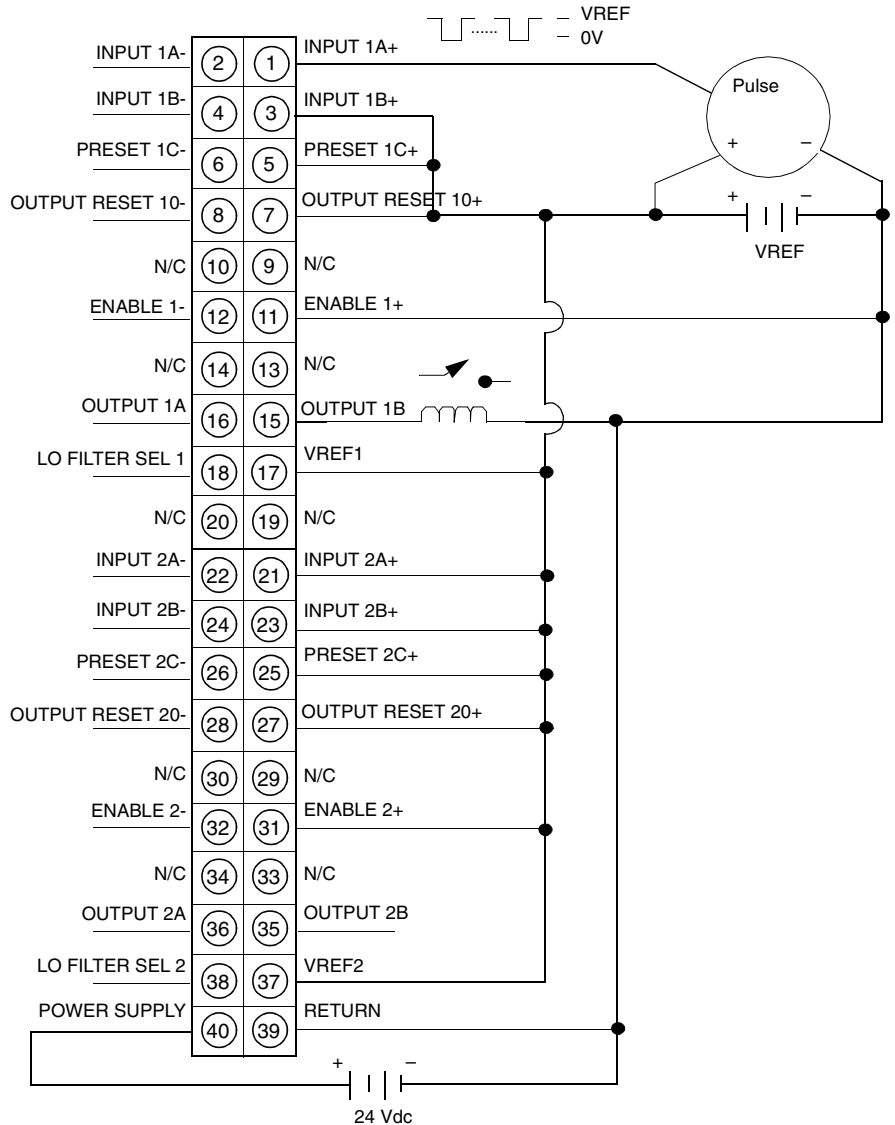 VREF
0V
INPUT 1A- 2 1 INPUT 1A+
Pulse
+ –
INPUT 1B- 4 3 INPUT 1B+
PRESET 1C- 6 5 PRESET 1C+
OUTPUT RESET 10- 8 7 OUTPUT RESET 10+
+ –
VREF
N/C 10 9 N/C
ENABLE 1- 12 11 ENABLE 1+
N/C 14 13 N/C
OUTPUT 1A 16 15 OUTPUT 1B
LO FILTER SEL 1 18 17 VREF1
N/C 20 19 N/C
INPUT 2A- 22 21 INPUT 2A+
INPUT 2B- 24 23 INPUT 2B+
PRESET 2C- 26 25 PRESET 2C+
OUTPUT RESET 20- 28 27 OUTPUT RESET 20+
N/C 30 29 N/C
ENABLE 2- 32 31 ENABLE 2+
N/C 34 33 N/C
OUTPUT 2A 36 35 OUTPUT 2B
LO FILTER SEL 2 38 37 VREF2
POWER SUPPLY 40 39 RETURN
+ –
24 Vdc